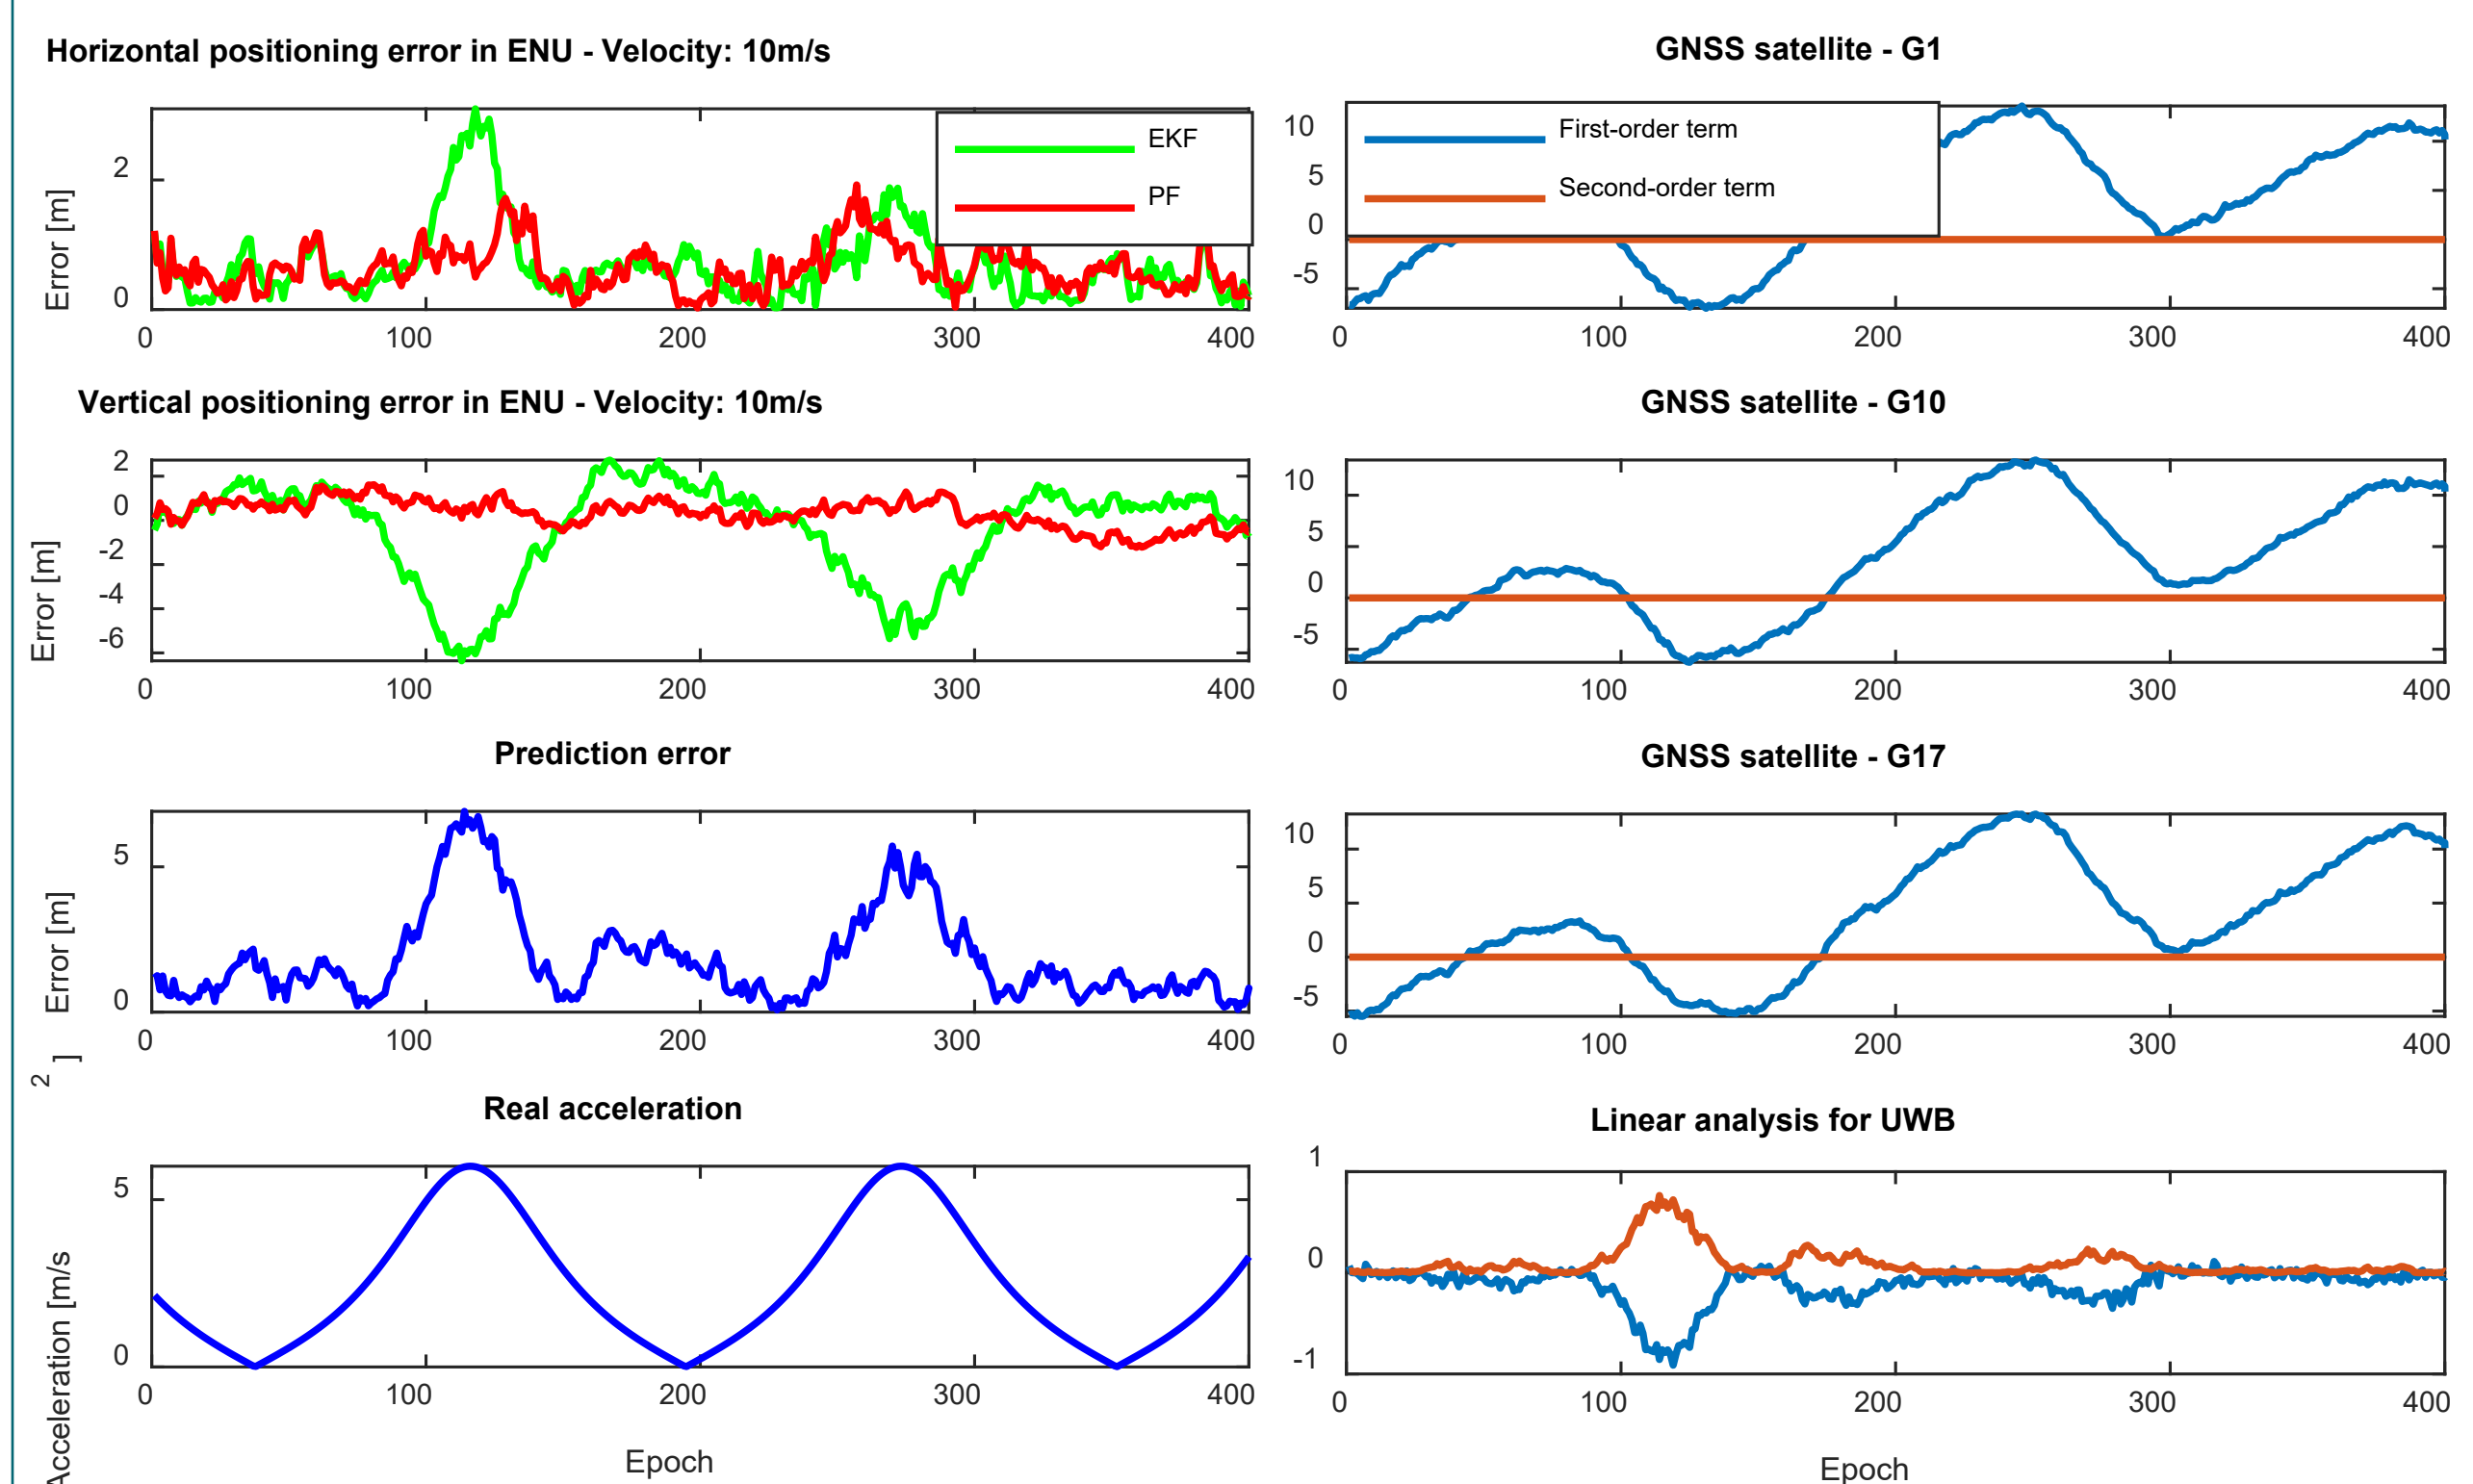 Horizontal positioning error in ENU - Velocity: 10m/s
Error [m]
2
0
0 100 200 300 400
EKF
PF
Vertical positioning error in ENU - Velocity: 10m/s
Error [m]
2
0
-2
-4
-6
0 100 200 300 400
Prediction error
Error [m]
5
0
0 100 200 300 400
Real acceleration
Acceleration [m/s
2
]
5
0
0 100 200 300 400
Epoch
GNSS satellite - G1
First-order term
Second-order term
10
5
0
-5
0 100 200 300 400
GNSS satellite - G10
10
5
0
-5
0 100 200 300 400
GNSS satellite - G17
10
5
0
-5
0 100 200 300 400
Linear analysis for UWB
1
0
-1
0 100 200 300 400
Epoch